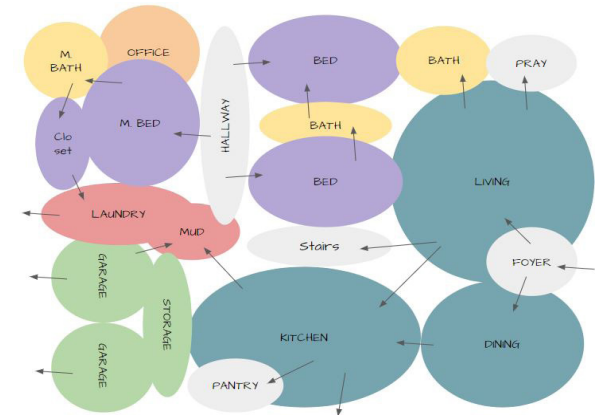 M.
BATH
OFFICE
HALLWAY
BED
BATH
PRAY
Clo
set
M. BED
BATH
BED
LIVING
LAUNDRY
MUD
Stairs
FOYER
GARAGE
STORAGE
KITCHEN
DINING
GARAGE
PANTRY